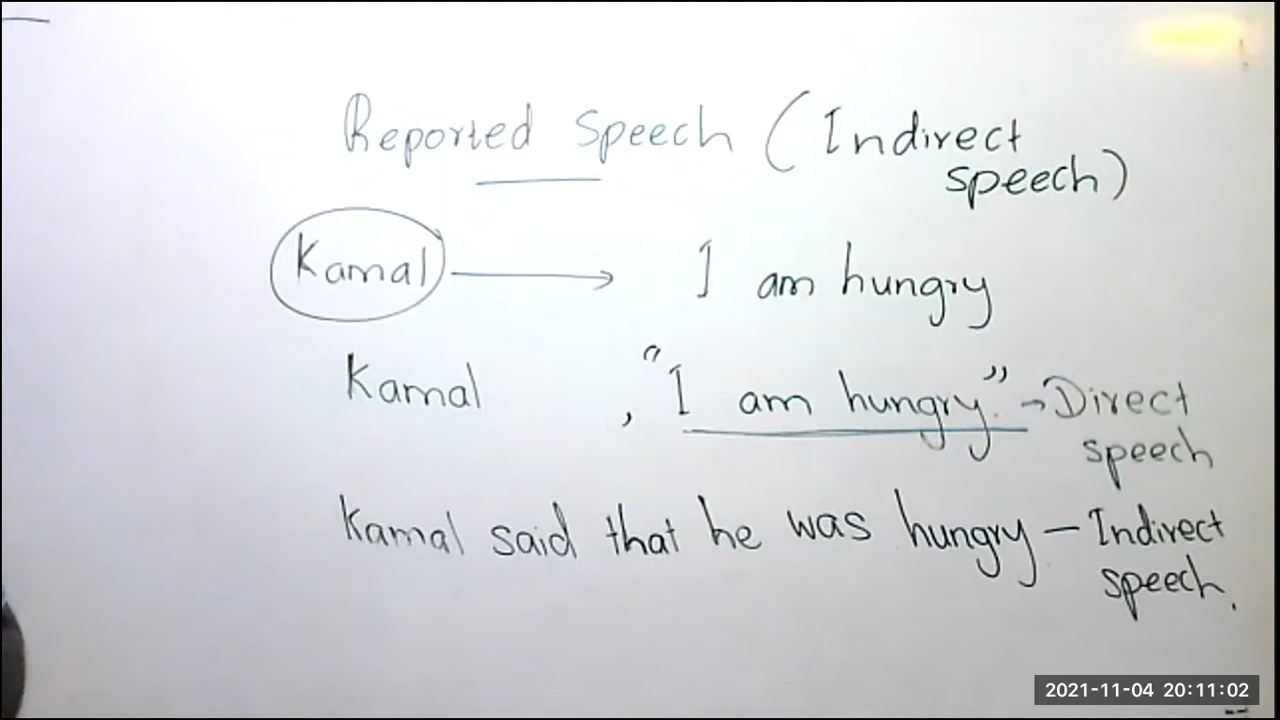 Reported Speech (Indirect
speech)
Kamal → I am hungry
Kamal , "I am hungry." → Direct
speech
Kamal said that he was hungry — Indirect
speech.
2021-11-04 20:11:02